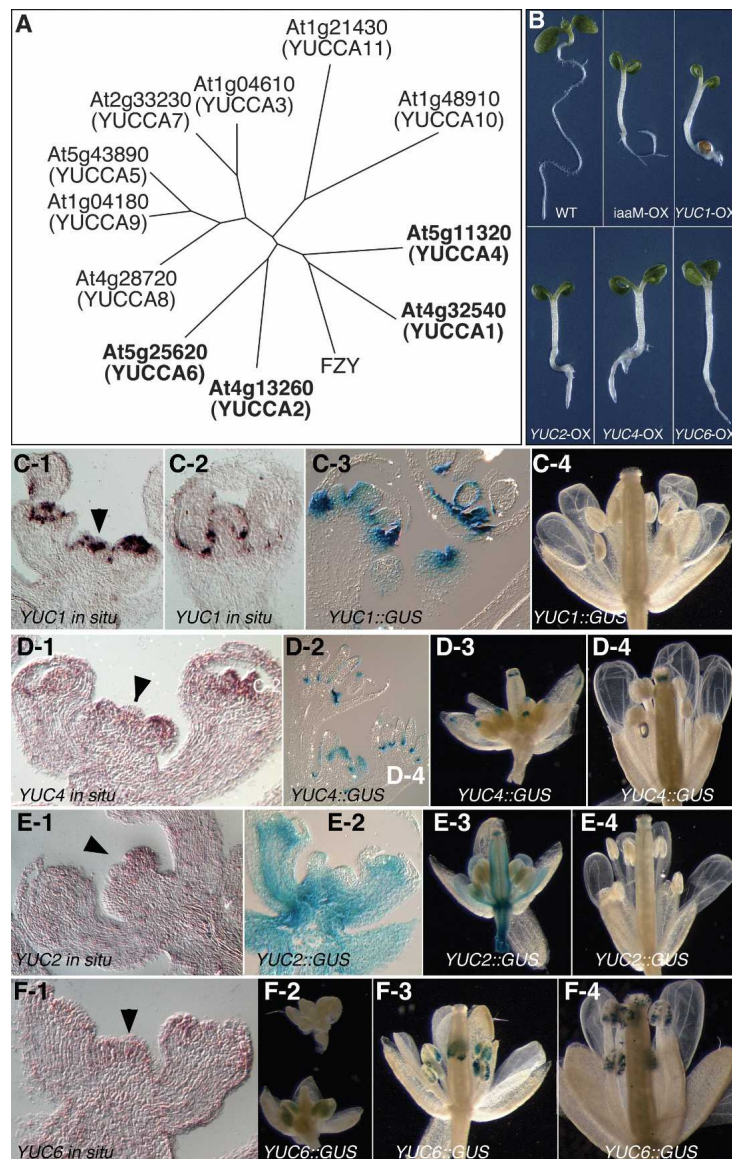 A
At1g21430
(YUCCA11)
At1g04610
(YUCCA3)
At2g33230
(YUCCA7)
At1g48910
(YUCCA10)
At5g43890
(YUCCA5)
At1g04180
(YUCCA9)
At5g11320
(YUCCA4)
At4g28720
(YUCCA8)
At4g32540
(YUCCA1)
At5g25620
(YUCCA6)
FZY
At4g13260
(YUCCA2)
B
WT
iaaM-OX
YUC1-OX
YUC2-OX
YUC4-OX
YUC6-OX
C-1
YUC1 in situ
C-2
YUC1 in situ
C-3
YUC1::GUS
C-4
YUC1::GUS
D-1
YUC4 in situ
D-2
D-4
YUC4::GUS
D-3
YUC4::GUS
D-4
YUC4::GUS
E-1
YUC2 in situ
E-2
YUC2::GUS
E-3
YUC2::GUS
E-4
YUC2::GUS
F-1
YUC6 in situ
F-2
YUC6::GUS
F-3
YUC6::GUS
F-4
YUC6::GUS